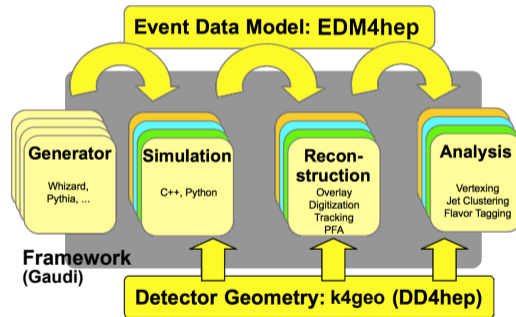 Event Data Model: EDM4hep
Generator
Whizard,
Pythia, ...
Simulation
C++, Python
Recon-
struction
Overlay
Digitization
Tracking
PFA
Analysis
Vertexing
Jet Clustering
Flavor Tagging
Framework
(Gaudi)
Detector Geometry: k4geo (DD4hep)